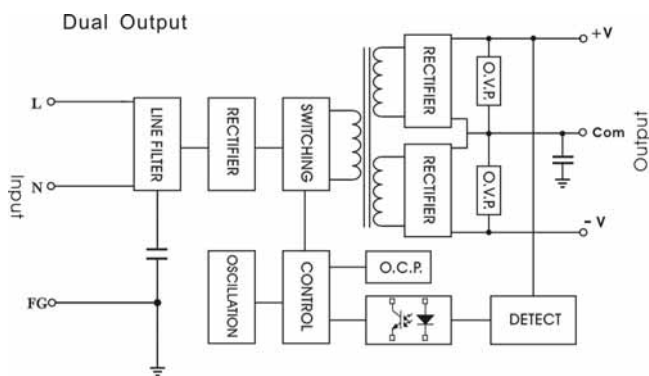 Dual Output
Input
L
N
FG
LINE FILTER
RECTIFIER
SWITCHING
RECTIFIER
RECTIFIER
O.V.P.
O.V.P.
+V
Com
-V
Output
OSCILLATION
CONTROL
O.C.P.
DETECT